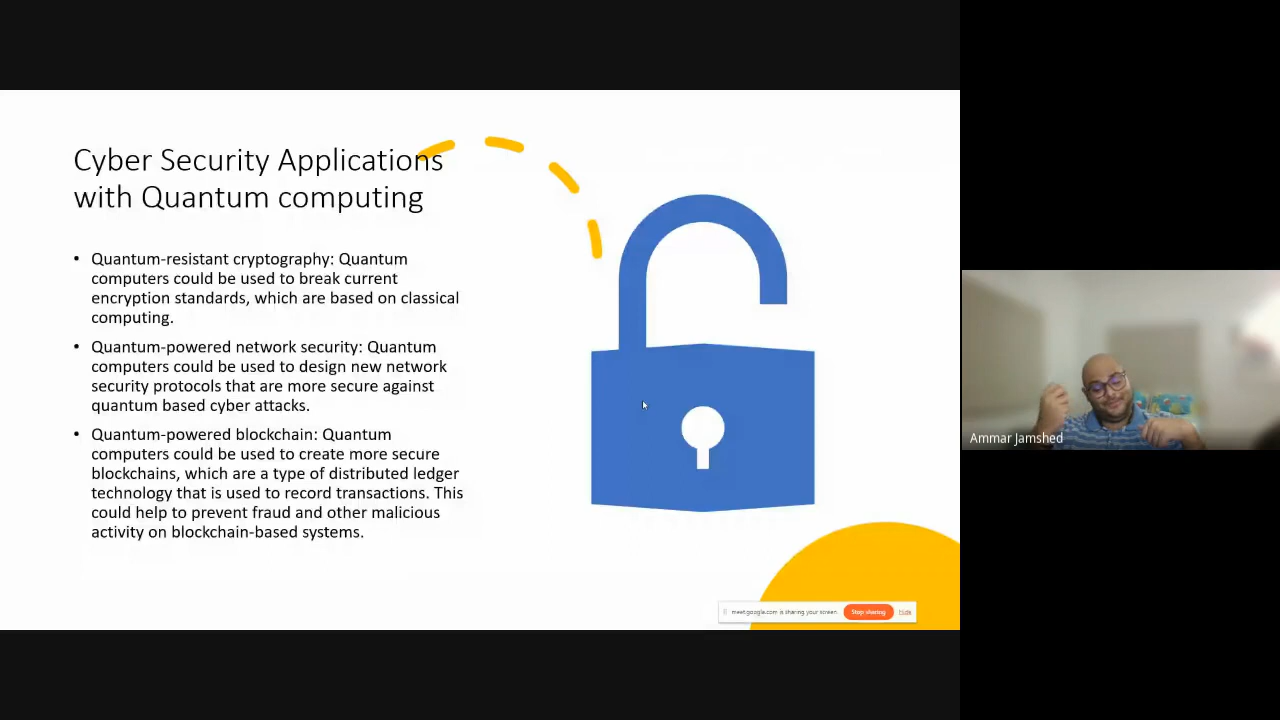 Cyber Security Applications
with Quantum computing
• Quantum-resistant cryptography: Quantum
computers could be used to break current
encryption standards, which are based on classical
computing.
• Quantum-powered network security: Quantum
computers could be used to design new network
security protocols that are more secure against
quantum based cyber attacks.
• Quantum-powered blockchain: Quantum
computers could be used to create more secure
blockchains, which are a type of distributed ledger
technology that is used to record transactions. This
could help to prevent fraud and other malicious
activity on blockchain-based systems.
meet.google.com is sharing your screen.
Stop sharing
Hide
Ammar Jamshed